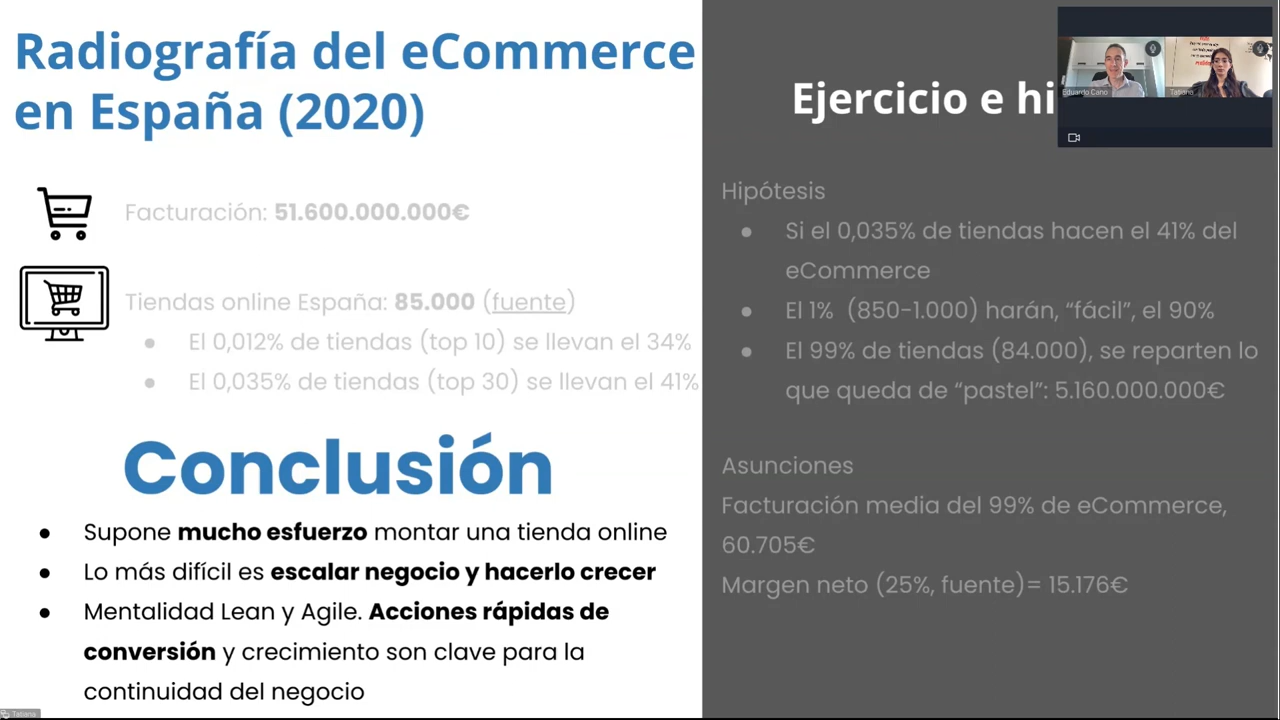 Radiografía del eCommerce
en España (2020)
Facturación: 51.600.000.000€
Tiendas online España: 85.000 (fuente)
● El 0,012% de tiendas (top 10) se llevan el 34%
● El 0,035% de tiendas (top 30) se llevan el 41%
Conclusión
● Supone mucho esfuerzo montar una tienda online
● Lo más difícil es escalar negocio y hacerlo crecer
● Mentalidad Lean y Agile. Acciones rápidas de
conversión y crecimiento son clave para la
continuidad del negocio
Ejercicio e hi
Hipótesis
● Si el 0,035% de tiendas hacen el 41% del
eCommerce
● El 1% (850-1.000) harán, “fácil”, el 90%
● El 99% de tiendas (84.000), se reparten lo
que queda de “pastel”: 5.160.000.000€
Asunciones
Facturación media del 99% de eCommerce,
60.705€
Margen neto (25%, fuente)= 15.176€
Eduardo Cano
Tatiana
Tatiana